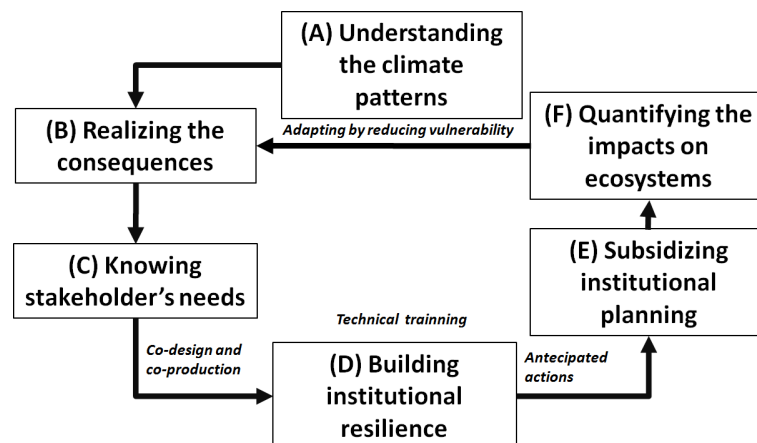 (A) Understanding
the climate
patterns
(B) Realizing the
consequences
Adapting by reducing vulnerability
(F) Quantifying the
impacts on
ecosystems
(C) Knowing
stakeholder's needs
(E) Subsidizing
institutional
planning
Technical trainning
Co-design and
co-production
(D) Building
institutional
resilience
Antecipated
actions